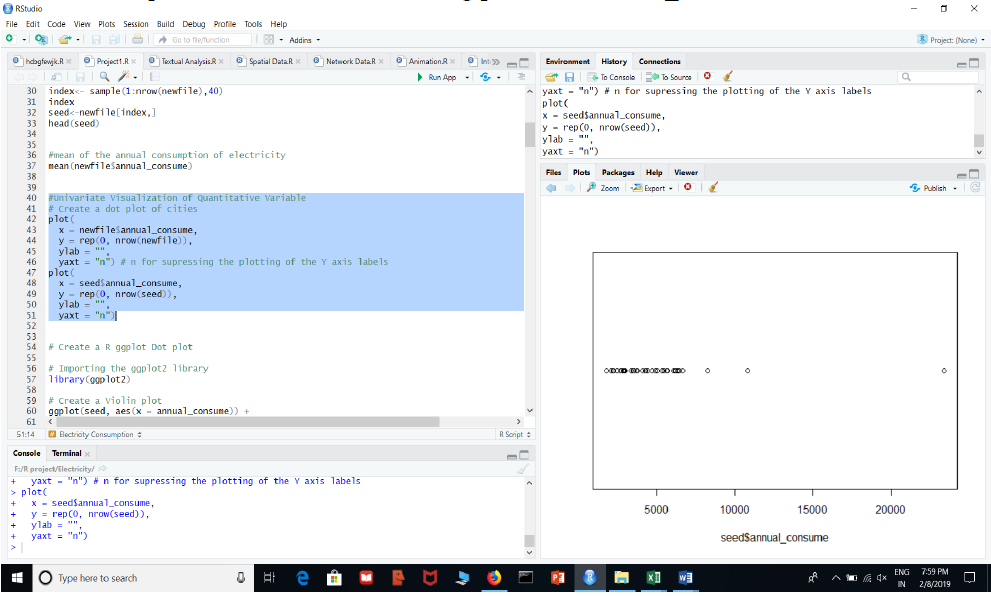 RStudio
File Edit Code View Plots Session Build Debug Profile Tools Help
Go to file/function Addins Project: (None)
hdbgfewjk.R Project1.R Textual Analysis.R Spatial Data.R Network Data.R Animation.R
Run App
30 index<- sample(1:nrow(newfile),40)
31 index
32 seed<-newfile[index,]
33 head(seed)
34
35
36 #mean of the annual consumption of electricity
37 mean(newfile$annual_consume)
38
39
40 #Univariate Visualization of Quantitative Variable
41 # Create a dot plot of cities
42 plot(
43 x = newfile$annual_consume,
44 y = rep(0, nrow(newfile)),
45 ylab = "",
46 yaxt = "n") # n for supressing the plotting of the Y axis labels
47 plot(
48 x = seed$annual_consume,
49 y = rep(0, nrow(seed)),
50 ylab = "",
51 yaxt = "n")
52
53
54 # Create a R ggplot Dot plot
55
56 # Importing the ggplot2 library
57 library(ggplot2)
58
59 # Create a Violin plot
60 ggplot(seed, aes(x = annual_consume)) +
61
51:14 Electricity Consumption R Script
Console Terminal
F:/R project/Electricity/
+ yaxt = "n") # n for supressing the plotting of the Y axis labels
> plot(
+ x = seed$annual_consume,
+ y = rep(0, nrow(seed)),
+ ylab = "",
+ yaxt = "n")
>
Environment History Connections
To Console To Source
yaxt = "n") # n for supressing the plotting of the Y axis labels
plot(
x = seed$annual_consume,
y = rep(0, nrow(seed)),
ylab = "",
yaxt = "n")
Files Plots Packages Help Viewer
Zoom Export Publish
5000 10000 15000 20000
seed$annual_consume
Type here to search
ENG 7:59 PM
IN 2/8/2019